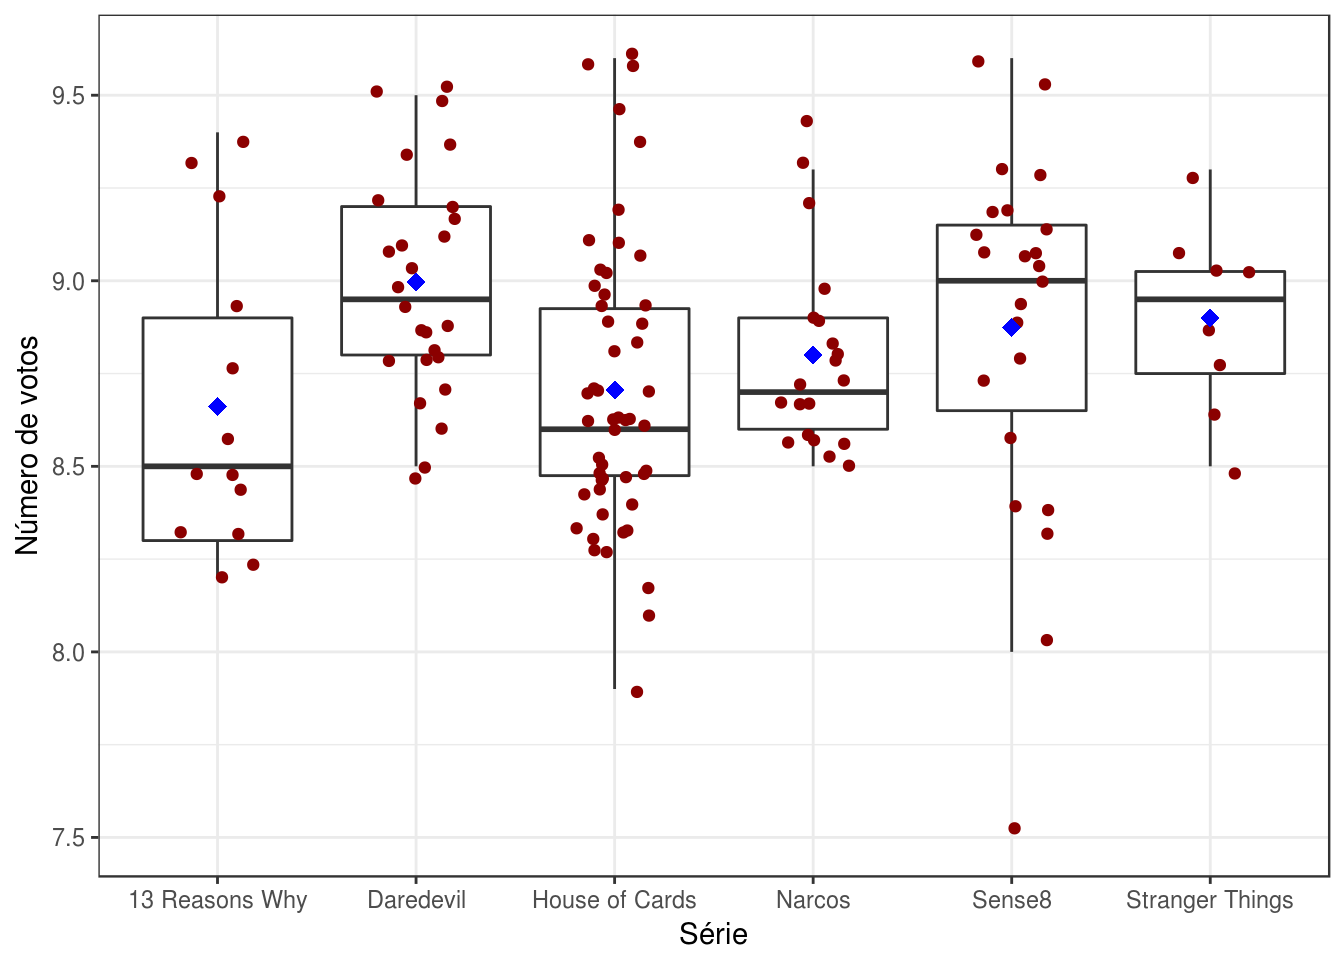 Número de votos
9.5
9.0
8.5
8.0
7.5
13 Reasons Why Daredevil House of Cards Narcos Sense8 Stranger Things
Série